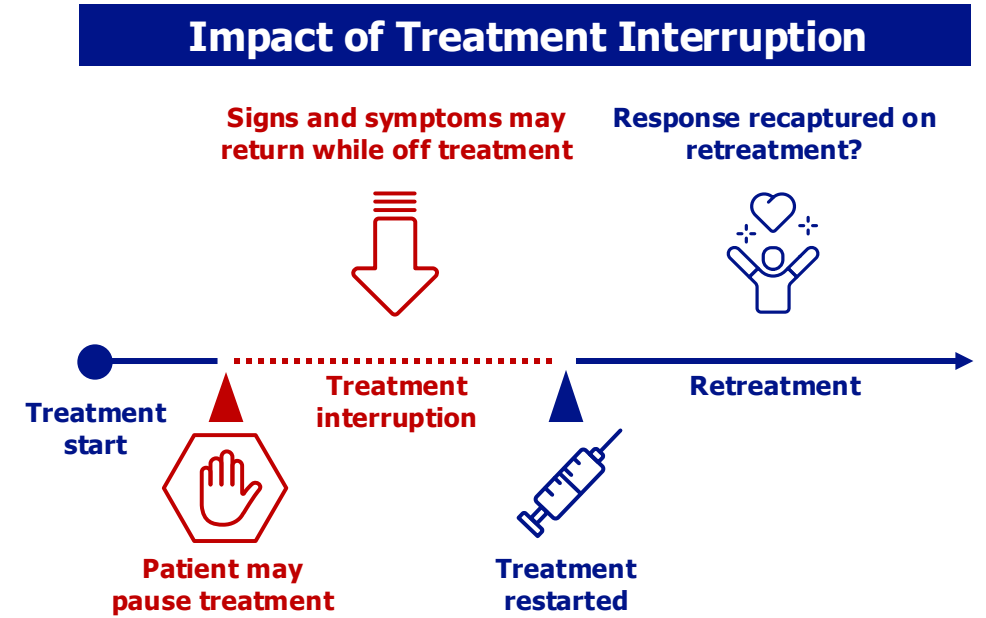 Impact of Treatment Interruption
Signs and symptoms may
return while off treatment
Response recaptured on
retreatment?
Treatment
start
Treatment
interruption
Retreatment
Patient may
pause treatment
Treatment
restarted